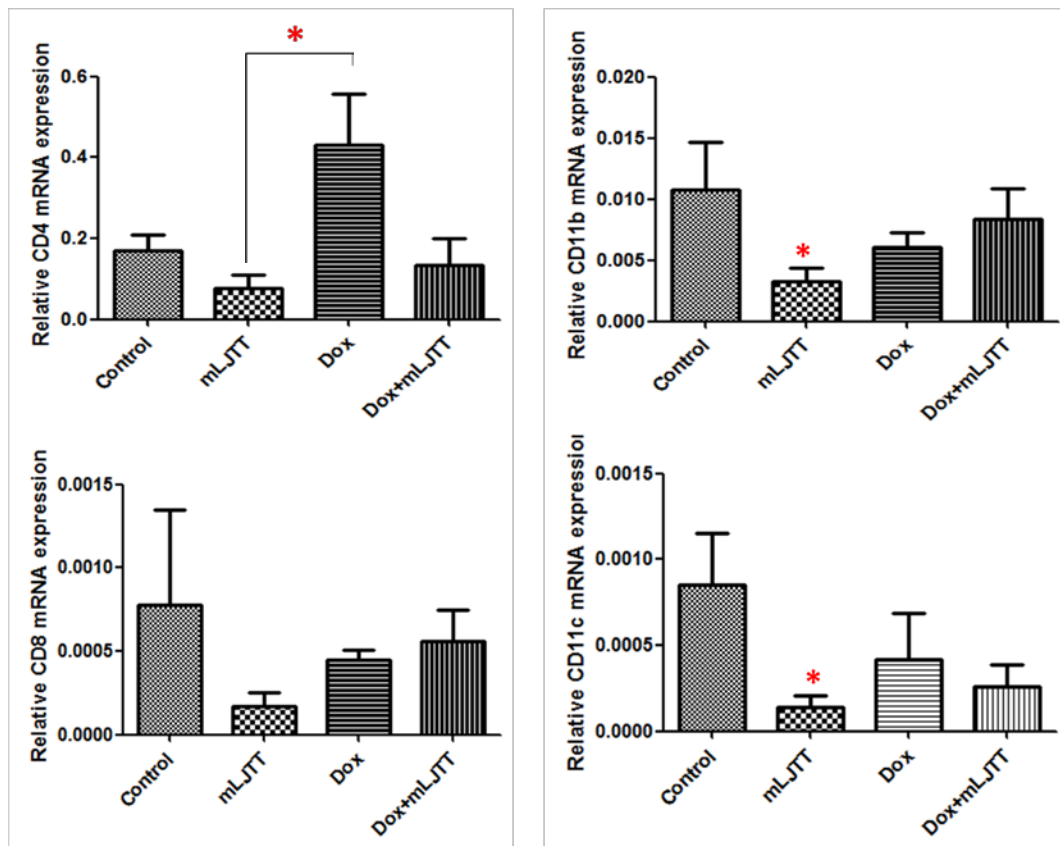 *
Relative CD4 mRNA expression
0.6
0.4
0.2
0.0
Control
mLJTT
Dox
Dox+mLJTT
Relative CD11b mRNA expression
0.020
0.015
0.010
0.005
0.000
*
Control
mLJTT
Dox
Dox+mLJTT
Relative CD8 mRNA expression
0.0015
0.0010
0.0005
0.0000
Control
mLJTT
Dox
Dox+mLJTT
Relative CD11c mRNA expression
0.0015
0.0010
0.0005
0.0000
*
Control
mLJTT
Dox
Dox+mLJTT